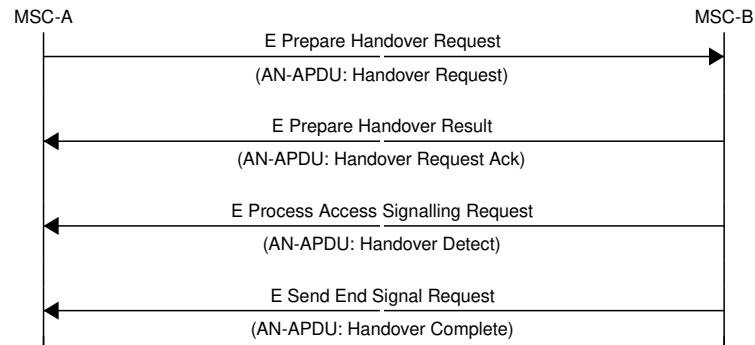 MSC-A
MSC-B
E Prepare Handover Request
(AN-APDU: Handover Request)
E Prepare Handover Result
(AN-APDU: Handover Request Ack)
E Process Access Signalling Request
(AN-APDU: Handover Detect)
E Send End Signal Request
(AN-APDU: Handover Complete)